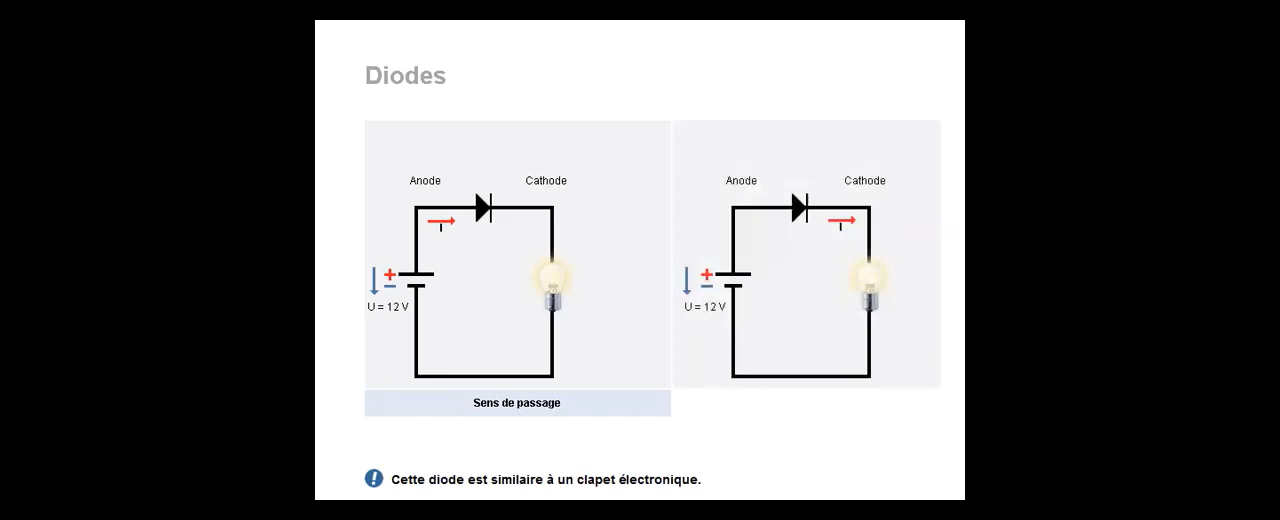 Diodes
Anode Cathode
I
+
−
U = 12 V
Anode Cathode
I
+
−
U = 12 V
Sens de passage
Cette diode est similaire à un clapet électronique.